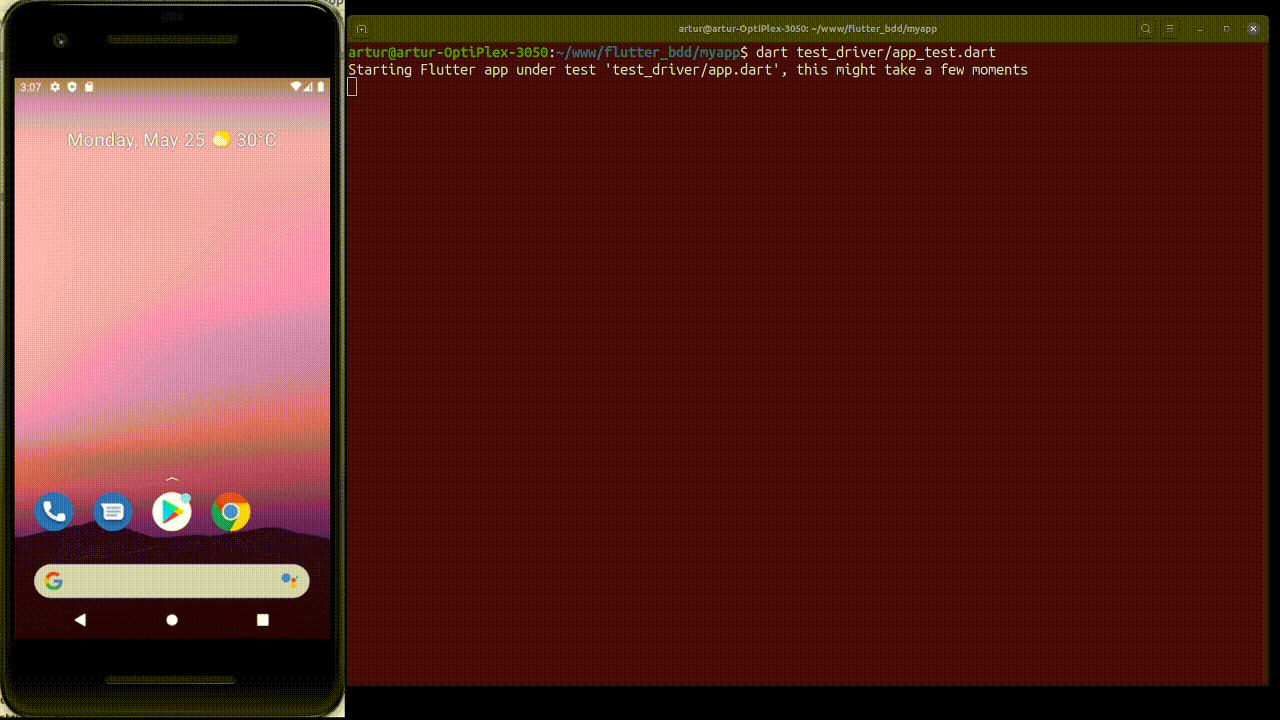 3:07
Monday, May 25 30°C
artur@artur-OptiPlex-3050: ~/www/flutter_bdd/myapp
artur@artur-OptiPlex-3050:~/www/flutter_bdd/myapp$ dart test_driver/app_test.dart
Starting Flutter app under test 'test_driver/app.dart', this might take a few moments